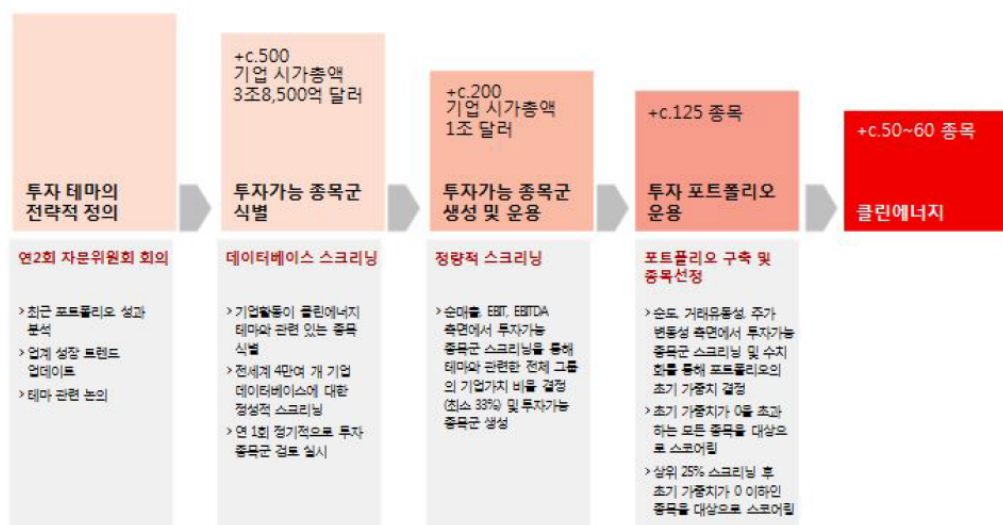 투자 테마의
전략적 정의
+c.500
기업 시가총액
3조8,500억 달러
투자가능 종목군
식별
+c.200
기업 시가총액
1조 달러
투자가능 종목군
생성 및 운용
+c.125 종목
투자 포트폴리오
운용
+c.50~60 종목
클린에너지
연2회 자문위원회 회의
> 최근 포트폴리오 성과
분석
> 업계 성장 트렌드
업데이트
> 테마 관련 논의
데이터베이스 스크리닝
> 기업활동이 클린에너지
테마와 관련 있는 종목
식별
> 전세계 4만여 개 기업
데이터베이스에 대한
정성적 스크리닝
> 연 1회 정기적으로 투자
종목군 검토 실시
정량적 스크리닝
> 순매출, EBIT, EBITDA
측면에서 투자가능
종목군 스크리닝을 통해
테마와 관련한 전체 그룹
의 기업가치 비율 결정
(최소 33%) 및 투자가능
종목군 생성
포트폴리오 구축 및
종목선정
> 순도, 거래유동성, 주가
변동성 측면에서 투자가능
종목군 스크리닝 및 수치
화를 통해 포트폴리오의
초기 가중치 결정
> 초기 가중치가 0을 초과
하는 모든 종목을 대상으
로 스코어링
> 상위 25% 스크리닝 후
초기 가중치가 0 이하인
종목을 대상으로 스코어링